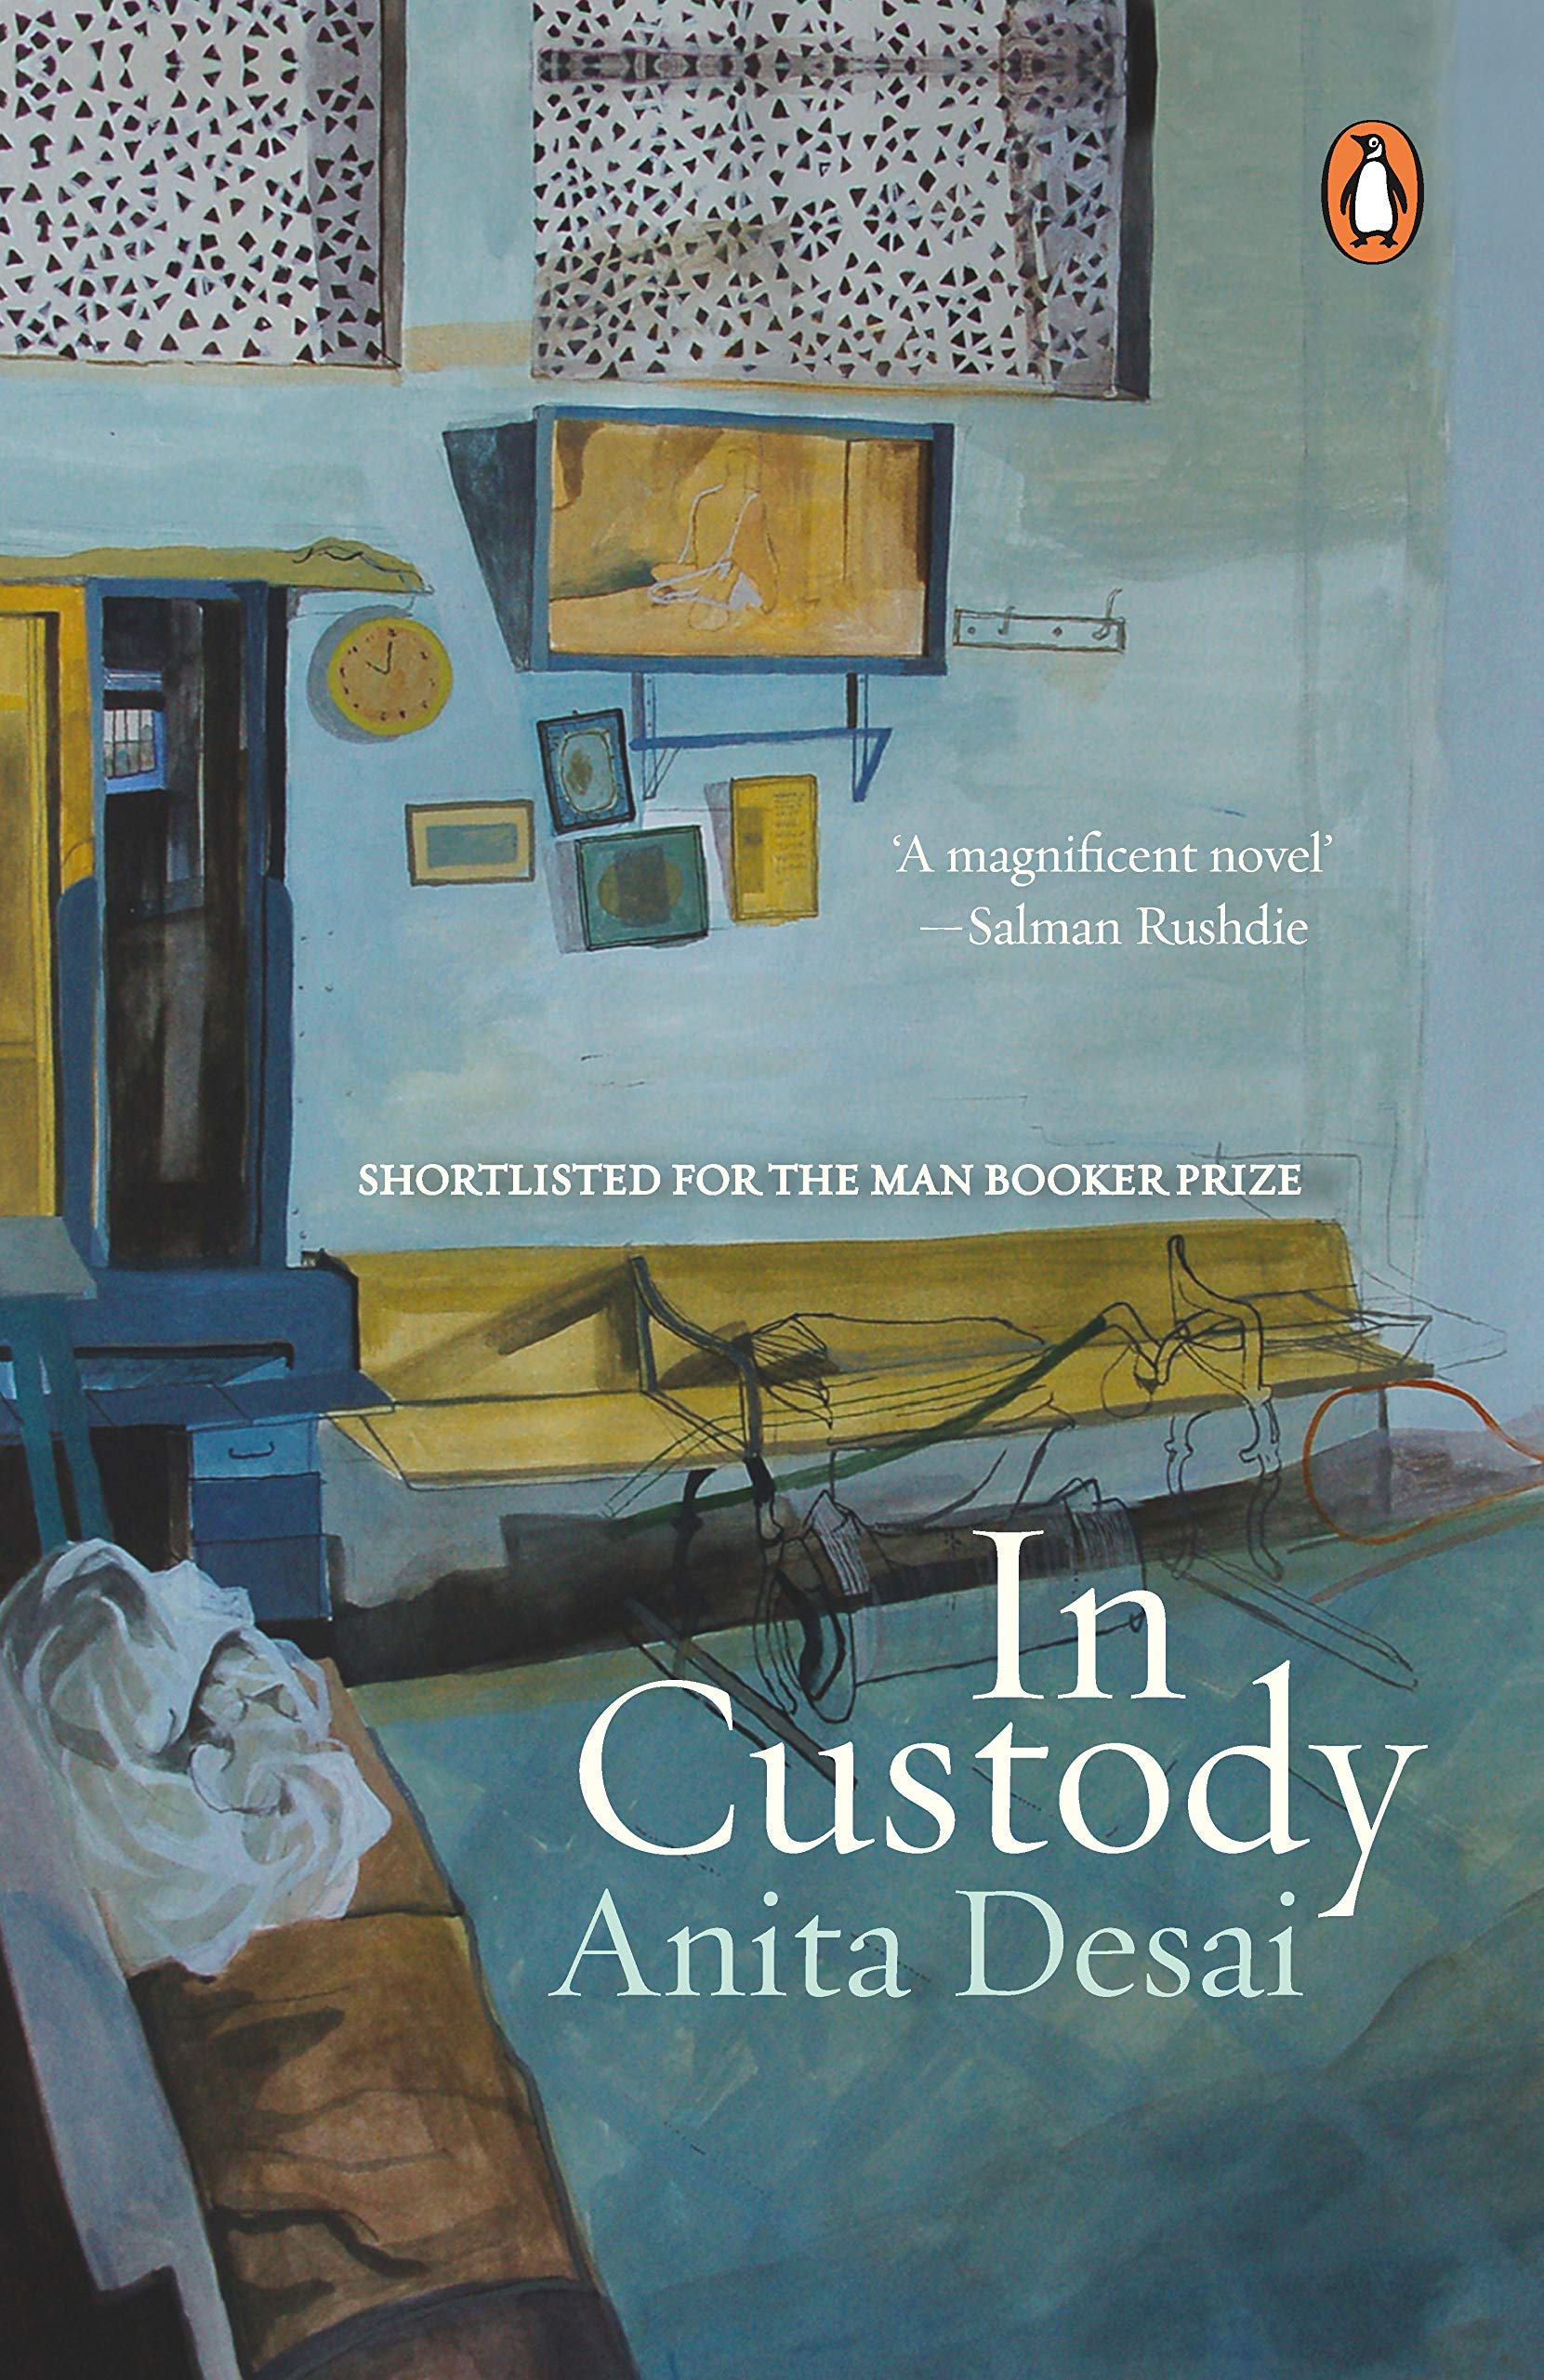 ‘A magnificent novel’
—Salman Rushdie
SHORTLISTED FOR THE MAN BOOKER PRIZE
In
Custody
Anita Desai